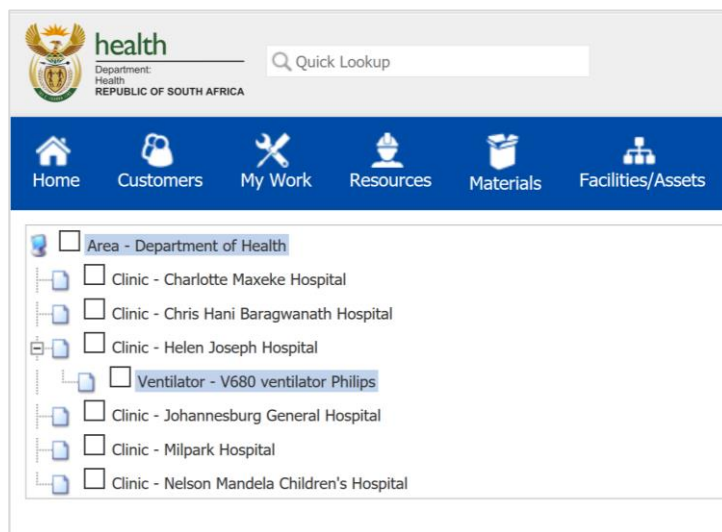 health
Department:
Health
REPUBLIC OF SOUTH AFRICA
Quick Lookup
Home Customers My Work Resources Materials Facilities/Assets
Area - Department of Health
Clinic - Charlotte Maxeke Hospital
Clinic - Chris Hani Baragwanath Hospital
Clinic - Helen Joseph Hospital
Ventilator - V680 ventilator Philips
Clinic - Johannesburg General Hospital
Clinic - Milpark Hospital
Clinic - Nelson Mandela Children's Hospital